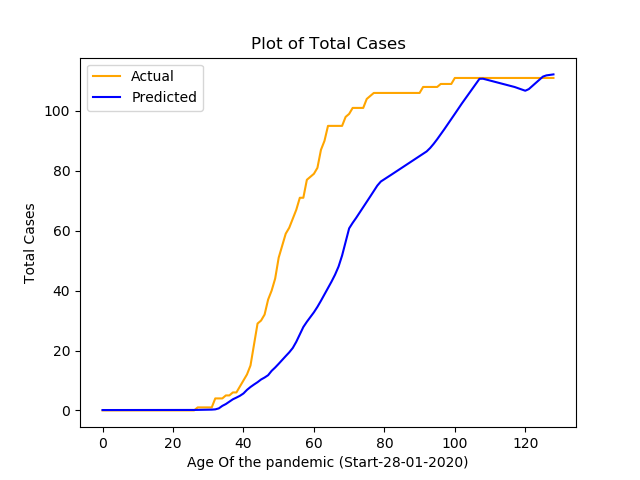 Plot of Total Cases
Actual
Predicted
100
80
60
40
20
0
Total Cases
0 20 40 60 80 100 120
Age Of the pandemic (Start-28-01-2020)